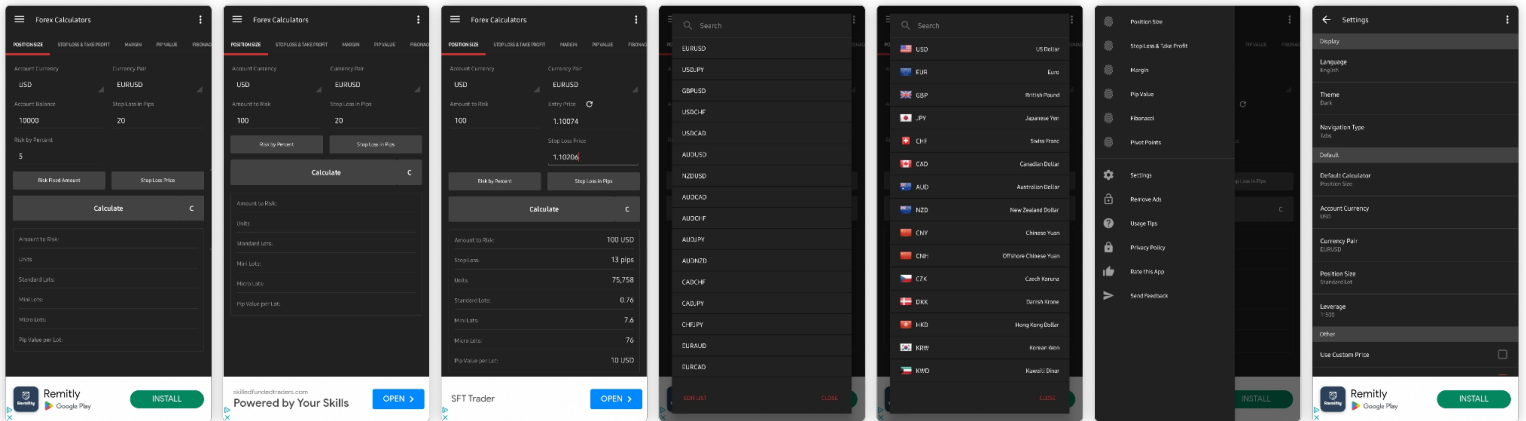 Forex Calculators
POSITION SIZE STOP LOSS & TAKE PROFIT MARGIN PIP VALUE FIBONAC
Account Currency Currency Pair
USD EURUSD
Account Balance Stop Loss in Pips
10000 20
Risk by Percent
5
Risk Fixed Amount Stop Loss Price
Calculate C
Amount to Risk:
Units
Standard Lots:
Mini Lots:
Micro Lots:
Pip Value per Lot:
Remitly
Google Play
INSTALL
Forex Calculators
POSITION SIZE STOP LOSS & TAKE PROFIT MARGIN PIP VALUE FIBONAC
Account Currency Currency Pair
USD EURUSD
Amount to Risk Stop Loss in Pips
100 20
Risk by Percent Stop Loss in Pips
Calculate C
Amount to Risk:
Units
Standard Lots:
Mini Lots:
Micro Lots:
Pip Value per Lot:
skilledfundedtraders.com
Powered by Your Skills
OPEN
Forex Calculators
POSITION SIZE STOP LOSS & TAKE PROFIT MARGIN PIP VALUE FIBONAC
Account Currency Currency Pair
USD EURUSD
Amount to Risk Entry Price
100 1.10074
Stop Loss Price
1.10206
Risk by Percent Stop Loss in Pips
Calculate C
Amount to Risk: 100 USD
Stop Loss: 13 pips
Units 75,758
Standard Lots: 0.76
Mini Lots: 7.6
Micro Lots: 76
Pip Value per Lot: 10 USD
SFT Trader
OPEN
Search
EURUSD
USDJPY
GBPUSD
USDCHF
USDCAD
AUDUSD
NZDUSD
AUDCAD
AUDCHF
AUDJPY
AUDNZD
CADCHF
CADJPY
CHFJPY
EURAUD
EURCAD
EDIT LIST CLOSE
Search
USD US Dollar
EUR Euro
GBP British Pound
JPY Japanese Yen
CHF Swiss Franc
CAD Canadian Dollar
AUD Australian Dollar
NZD New Zealand Dollar
CNY Chinese Yuan
CNH Offshore Chinese Yuan
CZK Czech Koruna
DKK Danish Krone
HKD Hong Kong Dollar
KRW Korean Won
KWD Kuwaiti Dinar
CLOSE
Position Size
Stop Loss & Take Profit
Margin
Pip Value
Fibonacci
Pivot Points
Settings
Remove Ads
Usage Tips
Privacy Policy
Rate this App
Send Feedback
INSTALL
Settings
Display
Language
English
Theme
Dark
Navigation Type
Tabs
Default
Default Calculator
Position Size
Account Currency
USD
Currency Pair
EURUSD
Position Size
Standard Lot
Leverage
1:500
Other
Use Custom Price
Remitly
Google Play
INSTALL